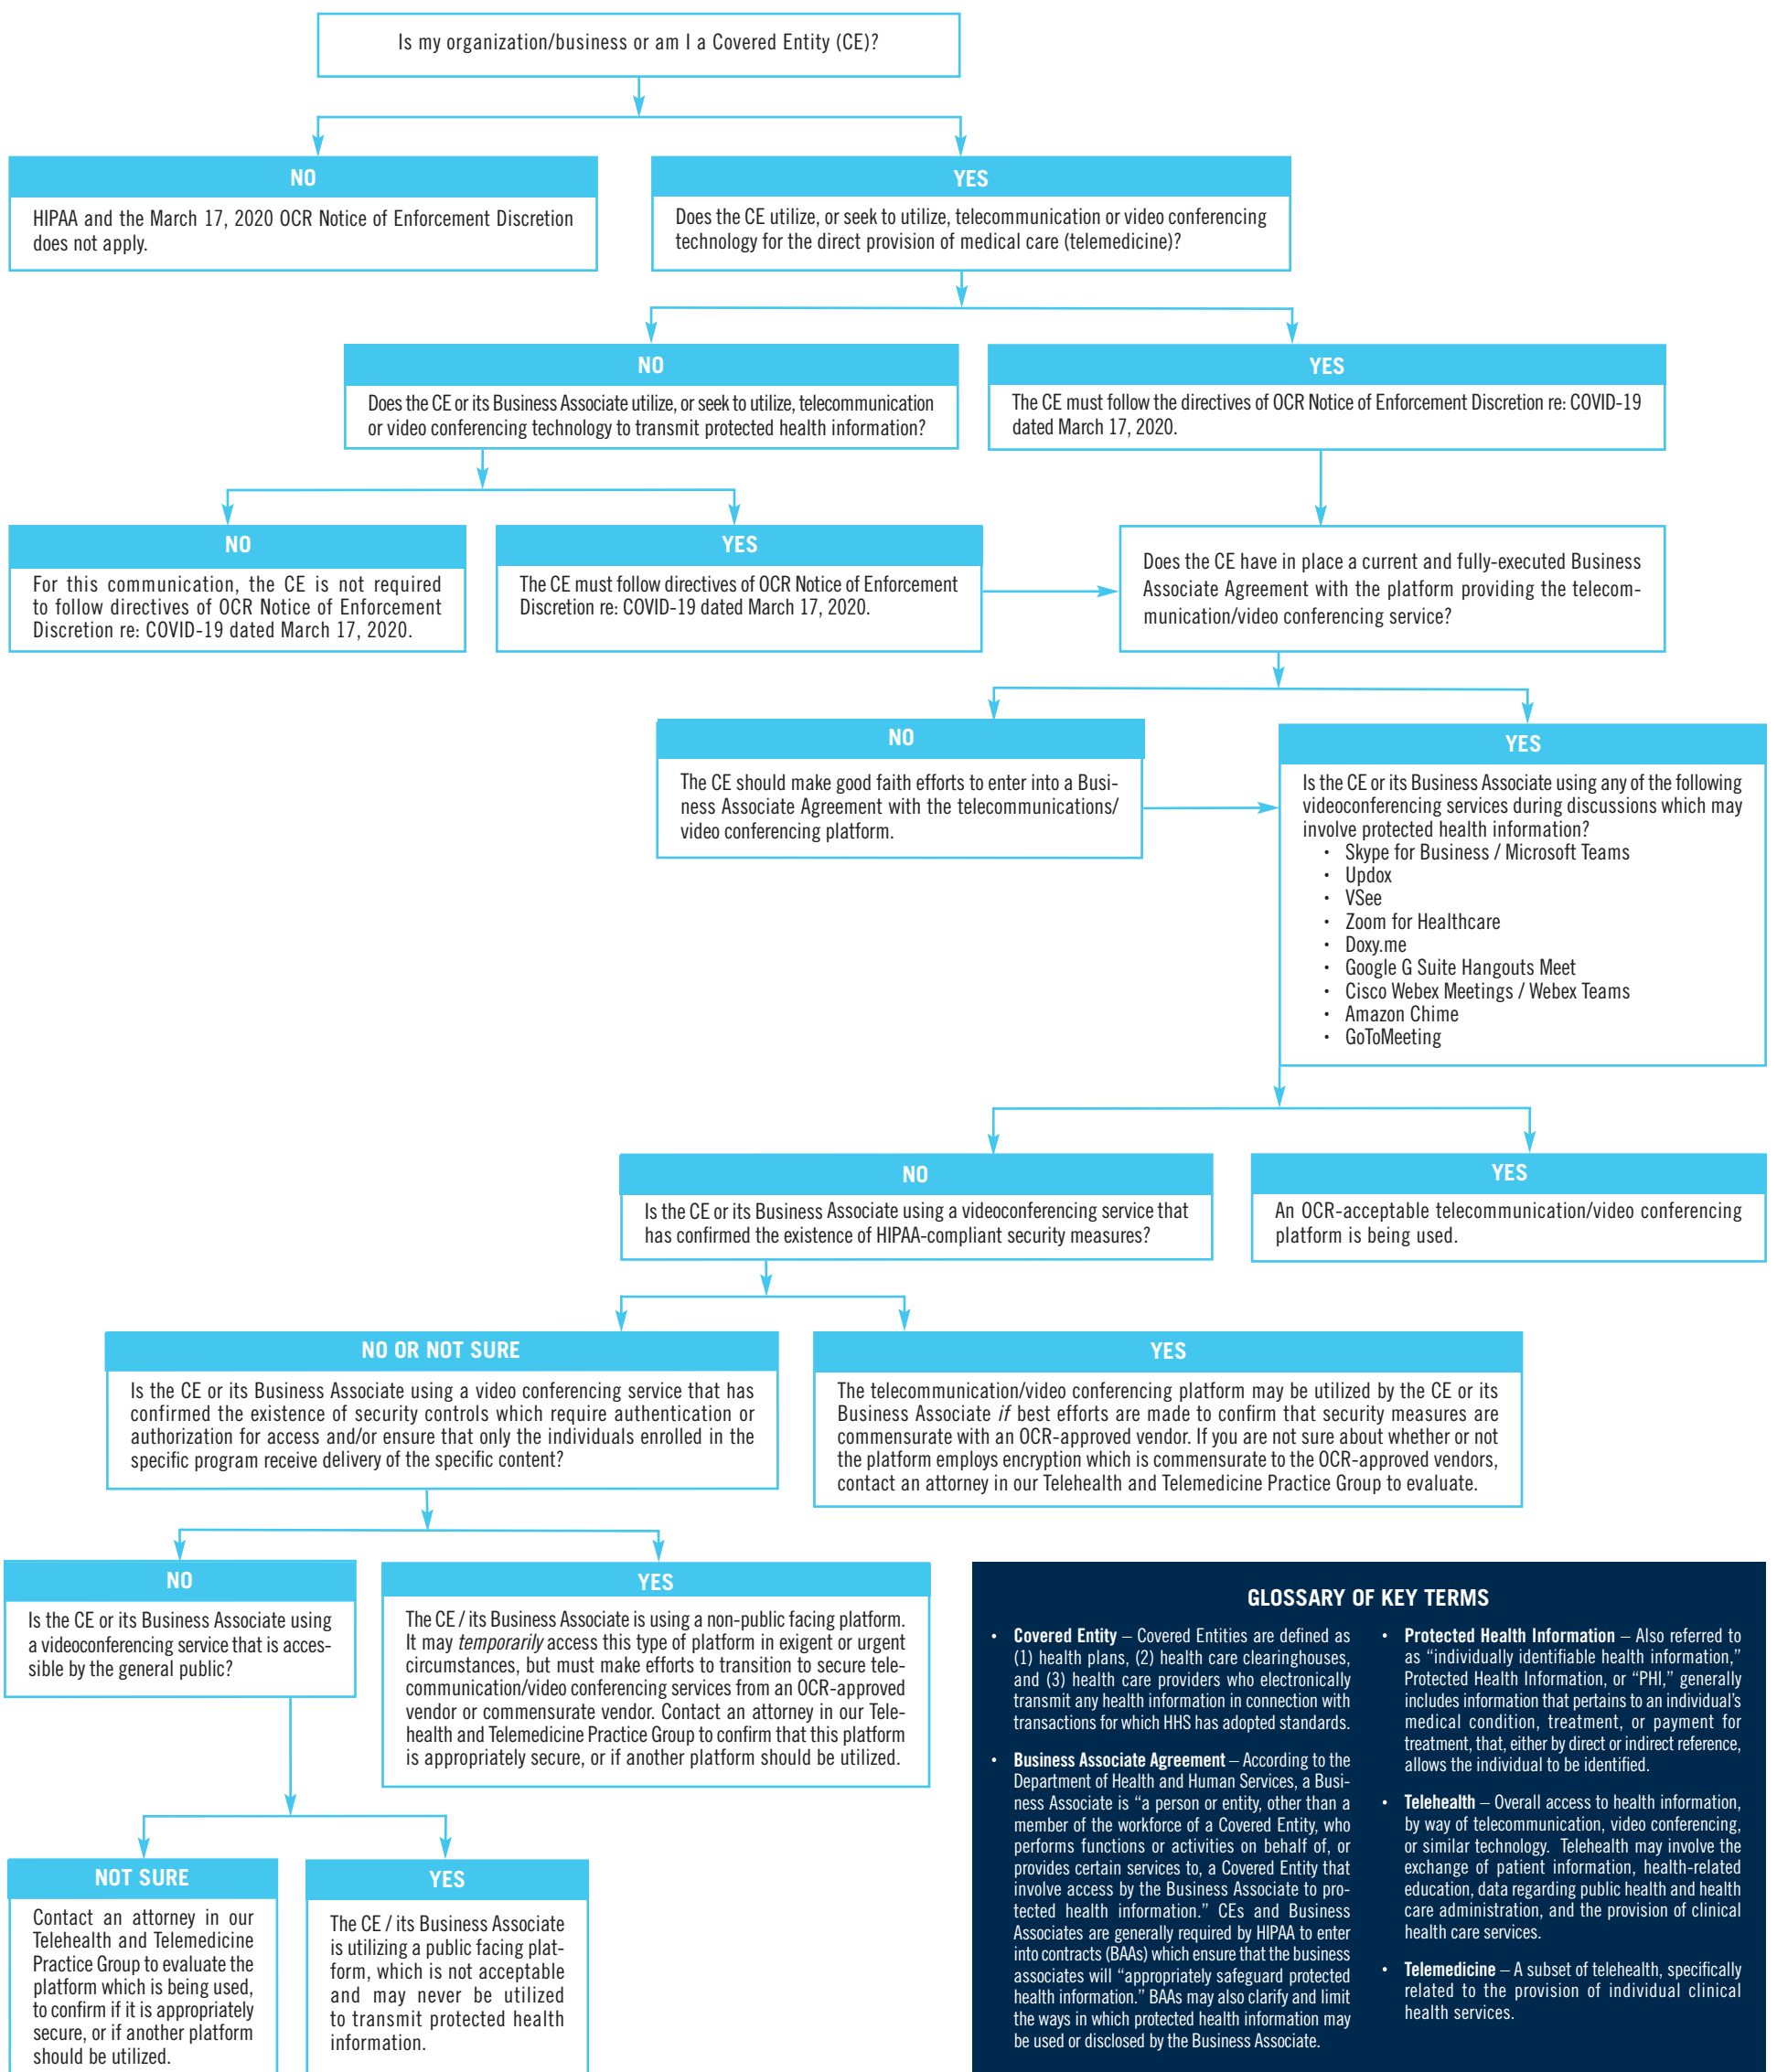 Is my organization/business or am I a Covered Entity (CE)?
NO
HIPAA and the March 17, 2020 OCR Notice of Enforcement Discretion
does not apply.
YES
Does the CE utilize, or seek to utilize, telecommunication or video conferencing
technology for the direct provision of medical care (telemedicine)?
NO
Does the CE or its Business Associate utilize, or seek to utilize, telecommunication
or video conferencing technology to transmit protected health information?
YES
The CE must follow the directives of OCR Notice of Enforcement Discretion re: COVID-19
dated March 17, 2020.
NO
For this communication, the CE is not required
to follow directives of OCR Notice of Enforcement
Discretion re: COVID-19 dated March 17, 2020.
YES
The CE must follow directives of OCR Notice of Enforcement
Discretion re: COVID-19 dated March 17, 2020.
Does the CE have in place a current and fully-executed Business
Associate Agreement with the platform providing the telecom-
munication/video conferencing service?
NO
The CE should make good faith efforts to enter into a Busi-
ness Associate Agreement with the telecommunications/
video conferencing platform.
YES
Is the CE or its Business Associate using any of the following
videoconferencing services during discussions which may
involve protected health information?
• Skype for Business / Microsoft Teams
• Updox
• VSee
• Zoom for Healthcare
• Doxy.me
• Google G Suite Hangouts Meet
• Cisco Webex Meetings / Webex Teams
• Amazon Chime
• GoToMeeting
NO
Is the CE or its Business Associate using a videoconferencing service that
has confirmed the existence of HIPAA-compliant security measures?
YES
An OCR-acceptable telecommunication/video conferencing
platform is being used.
NO OR NOT SURE
Is the CE or its Business Associate using a video conferencing service that has
confirmed the existence of security controls which require authentication or
authorization for access and/or ensure that only the individuals enrolled in the
specific program receive delivery of the specific content?
YES
The telecommunication/video conferencing platform may be utilized by the CE or its
Business Associate if best efforts are made to confirm that security measures are
commensurate with an OCR-approved vendor. If you are not sure about whether or not
the platform employs encryption which is commensurate to the OCR-approved vendors,
contact an attorney in our Telehealth and Telemedicine Practice Group to evaluate.
NO
Is the CE or its Business Associate using
a videoconferencing service that is acces-
sible by the general public?
YES
The CE / its Business Associate is using a non-public facing platform.
It may temporarily access this type of platform in exigent or urgent
circumstances, but must make efforts to transition to secure tele-
communication/video conferencing services from an OCR-approved
vendor or commensurate vendor. Contact an attorney in our Tele-
health and Telemedicine Practice Group to confirm that this platform
is appropriately secure, or if another platform should be utilized.
NOT SURE
Contact an attorney in our
Telehealth and Telemedicine
Practice Group to evaluate the
platform which is being used,
to confirm if it is appropriately
secure, or if another platform
should be utilized.
YES
The CE / its Business Associate
is utilizing a public facing plat-
form, which is not acceptable
and may never be utilized
to transmit protected health
information.
GLOSSARY OF KEY TERMS
• Covered Entity – Covered Entities are defined as
(1) health plans, (2) health care clearinghouses,
and (3) health care providers who electronically
transmit any health information in connection with
transactions for which HHS has adopted standards.
• Business Associate Agreement – According to the
Department of Health and Human Services, a Busi-
ness Associate is “a person or entity, other than a
member of the workforce of a Covered Entity, who
performs functions or activities on behalf of, or
provides certain services to, a Covered Entity that
involve access by the Business Associate to pro-
tected health information.” CEs and Business
Associates are generally required by HIPAA to enter
into contracts (BAAs) which ensure that the business
associates will “appropriately safeguard protected
health information.” BAAs may also clarify and limit
the ways in which protected health information may
be used or disclosed by the Business Associate.
• Protected Health Information – Also referred to
as “individually identifiable health information,”
Protected Health Information, or “PHI,” generally
includes information that pertains to an individual’s
medical condition, treatment, or payment for
treatment, that, either by direct or indirect reference,
allows the individual to be identified.
• Telehealth – Overall access to health information,
by way of telecommunication, video conferencing,
or similar technology. Telehealth may involve the
exchange of patient information, health-related
education, data regarding public health and health
care administration, and the provision of clinical
health care services.
• Telemedicine – A subset of telehealth, specifically
related to the provision of individual clinical
health services.